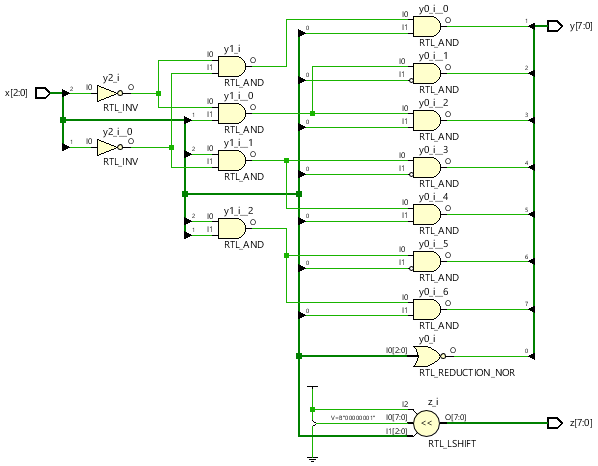 y0_i__0
I0 O 1 y[7:0]
y1_i 0 I1
I0 O RTL_AND
y2_i I1 y0_i__1
x[2:0] 2 I0 O RTL_AND I0 O 2
RTL_INV y1_i__0 0 I1
I0 O RTL_AND
1 I1 y0_i__2
RTL_AND I0 O 3
y2_i__0 y1_i__1 0 I1
1 I0 O 2 I0 O RTL_AND
RTL_INV I1 y0_i__3
RTL_AND I0 O 4
0 I1
RTL_AND
y0_i__4
y1_i__2 I0 O 5
2 I0 O 0 I1
1 I1 RTL_AND
RTL_AND y0_i__5
I0 O 6
0 I1
RTL_AND
y0_i__6
I0 O 7
0 I1
RTL_AND
y0_i
I0[2:0] O 0
RTL_REDUCTION_NOR
z_i
I2
V=B"00000001" I0[7:0] << O[7:0] z[7:0]
I1[2:0]
RTL_LSHIFT